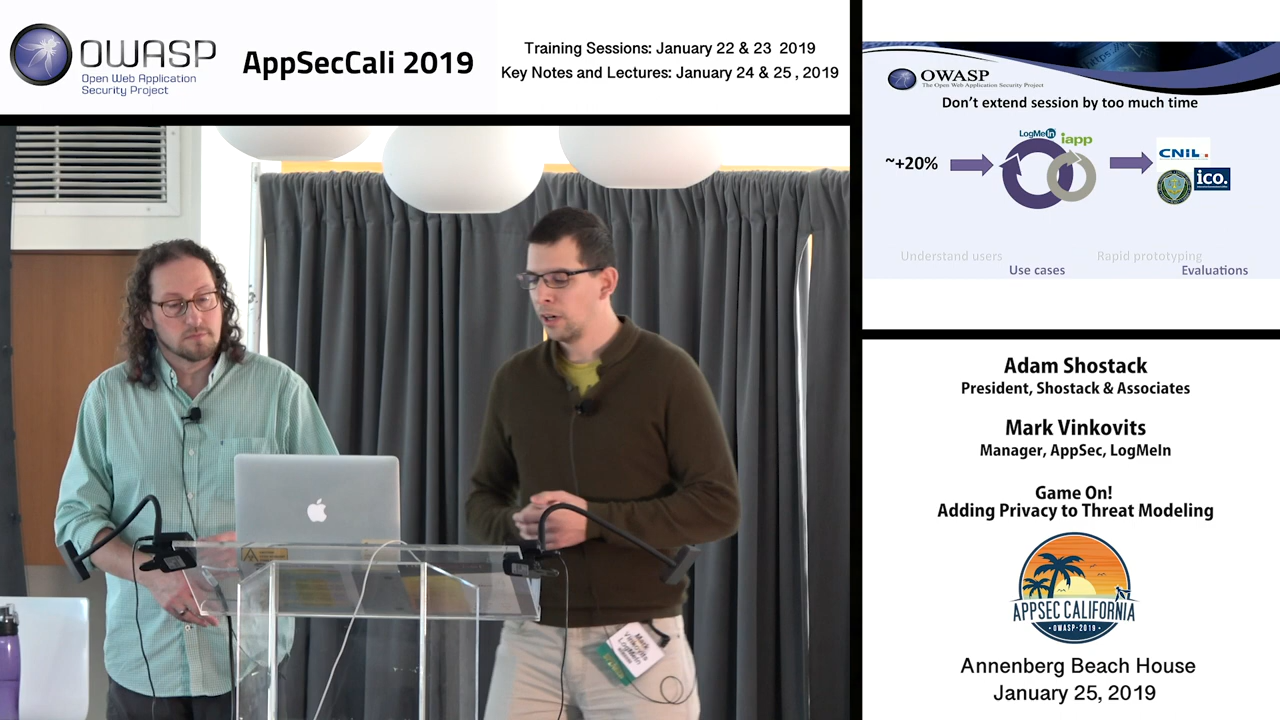 OWASP
Open Web Application
Security Project
AppSecCali 2019
Training Sessions: January 22 & 23 2019
Key Notes and Lectures: January 24 & 25 , 2019
OWASP
The Open Web Application Security Project
Don't extend session by too much time
~+20%
LogMeIn
iapp
CNIL.
ico.
Understand users
Use cases
Rapid prototyping
Evaluations
Adam Shostack
President, Shostack & Associates
Mark Vinkovits
Manager, AppSec, LogMeIn
Game On!
Adding Privacy to Threat Modeling
APPSEC CALIFORNIA
• OWASP-2019 •
Annenberg Beach House
January 25, 2019
Mark
Vinkovits
LogMeIn